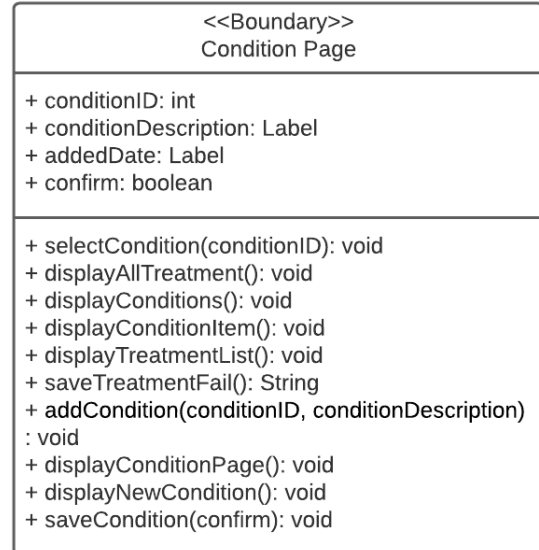 <<Boundary>>
Condition Page
+ conditionID: int
+ conditionDescription: Label
+ addedDate: Label
+ confirm: boolean
+ selectCondition(conditionID): void
+ displayAllTreatment(): void
+ displayConditions(): void
+ displayConditionItem(): void
+ displayTreatmentList(): void
+ saveTreatmentFail(): String
+ addCondition(conditionID, conditionDescription)
: void
+ displayConditionPage(): void
+ displayNewCondition(): void
+ saveCondition(confirm): void